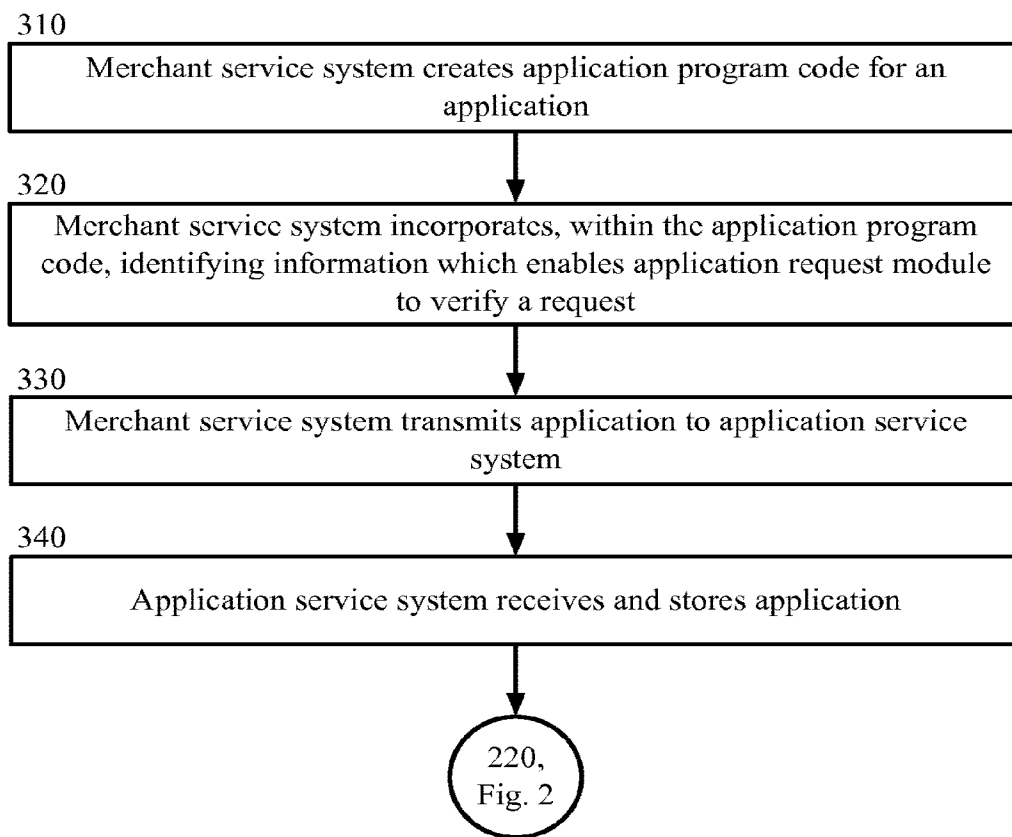 310
Merchant service system creates application program code for an
application
320
Merchant service system incorporates, within the application program
code, identifying information which enables application request module
to verify a request
330
Merchant service system transmits application to application service
system
340
Application service system receives and stores application
220,
Fig. 2